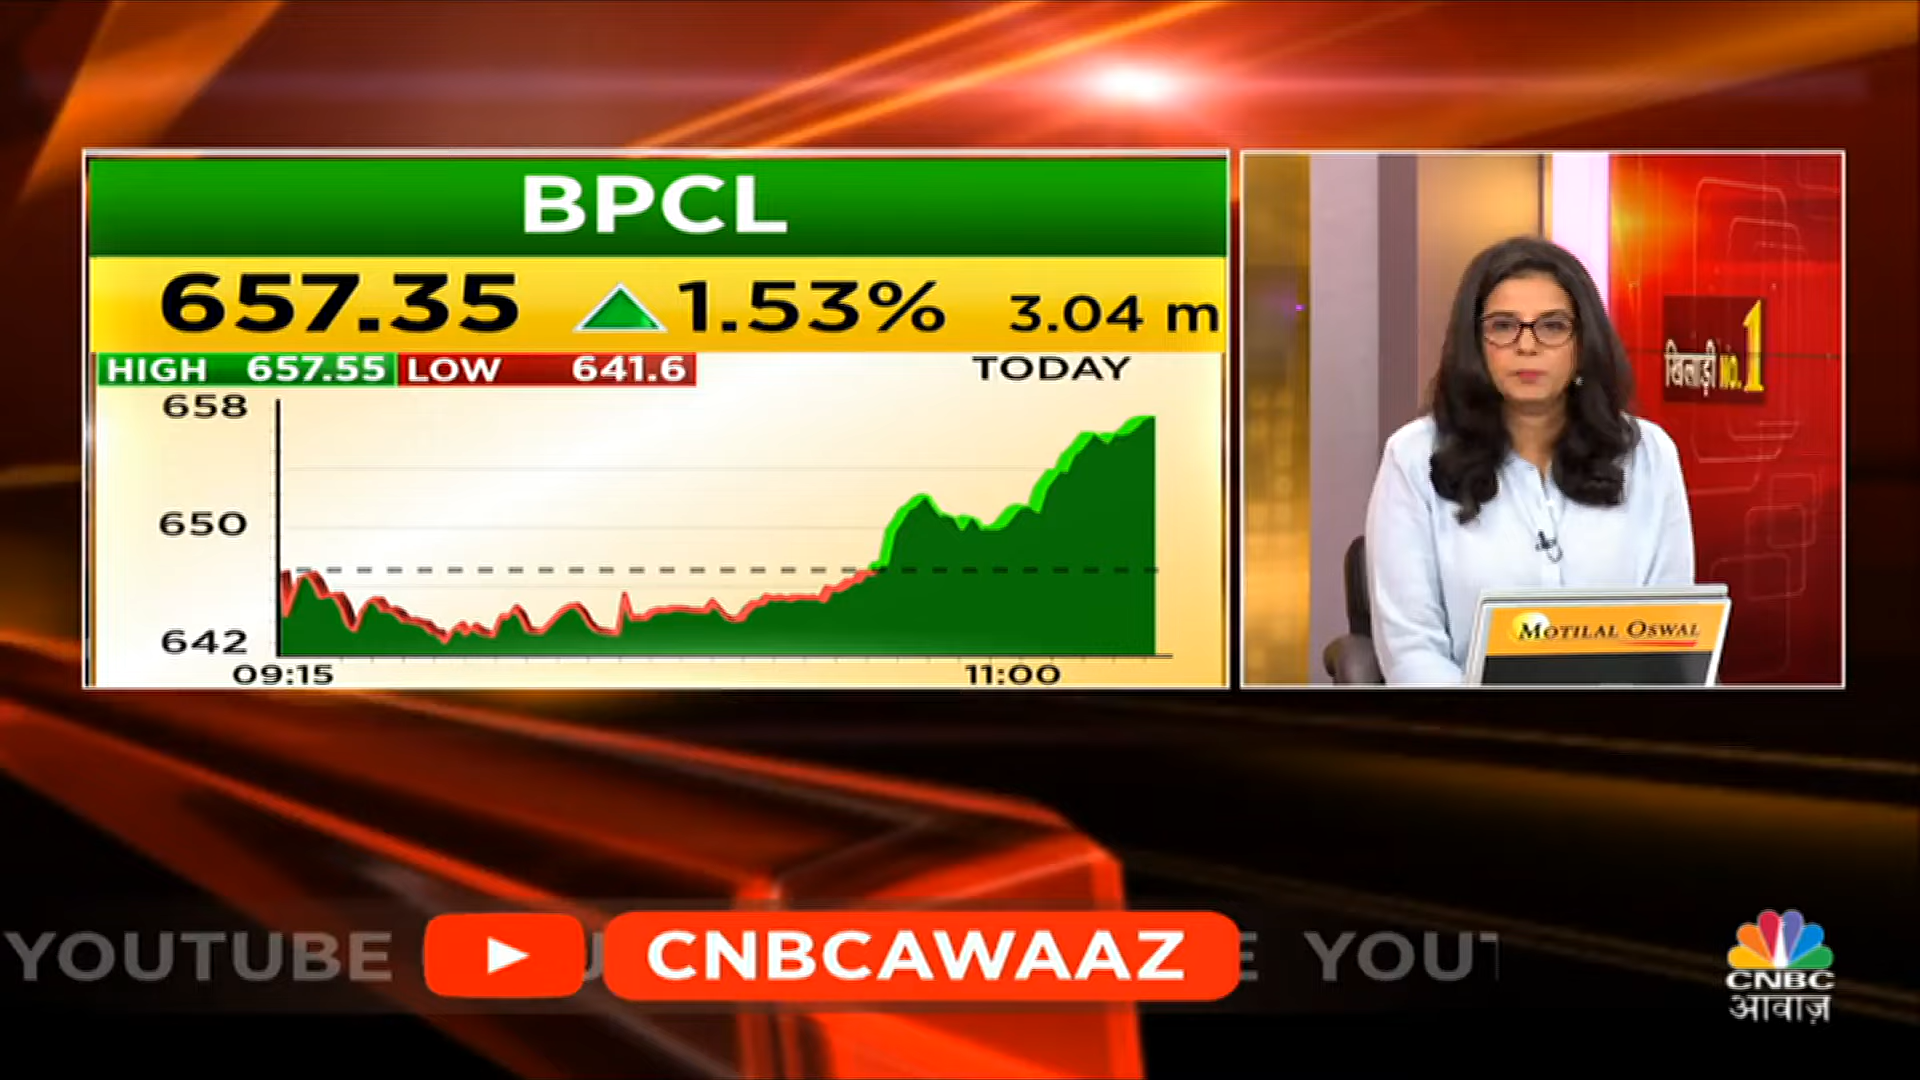 BPCL
657.35 1.53% 3.04 m
HIGH 657.55 LOW 641.6 TODAY
658
650
642
09:15 11:00
खिलाड़ी NO. 1
MOTILAL OSWAL
YOUTUBE U CNBCAWAAZ E YOUT
CNBC
आवाज़